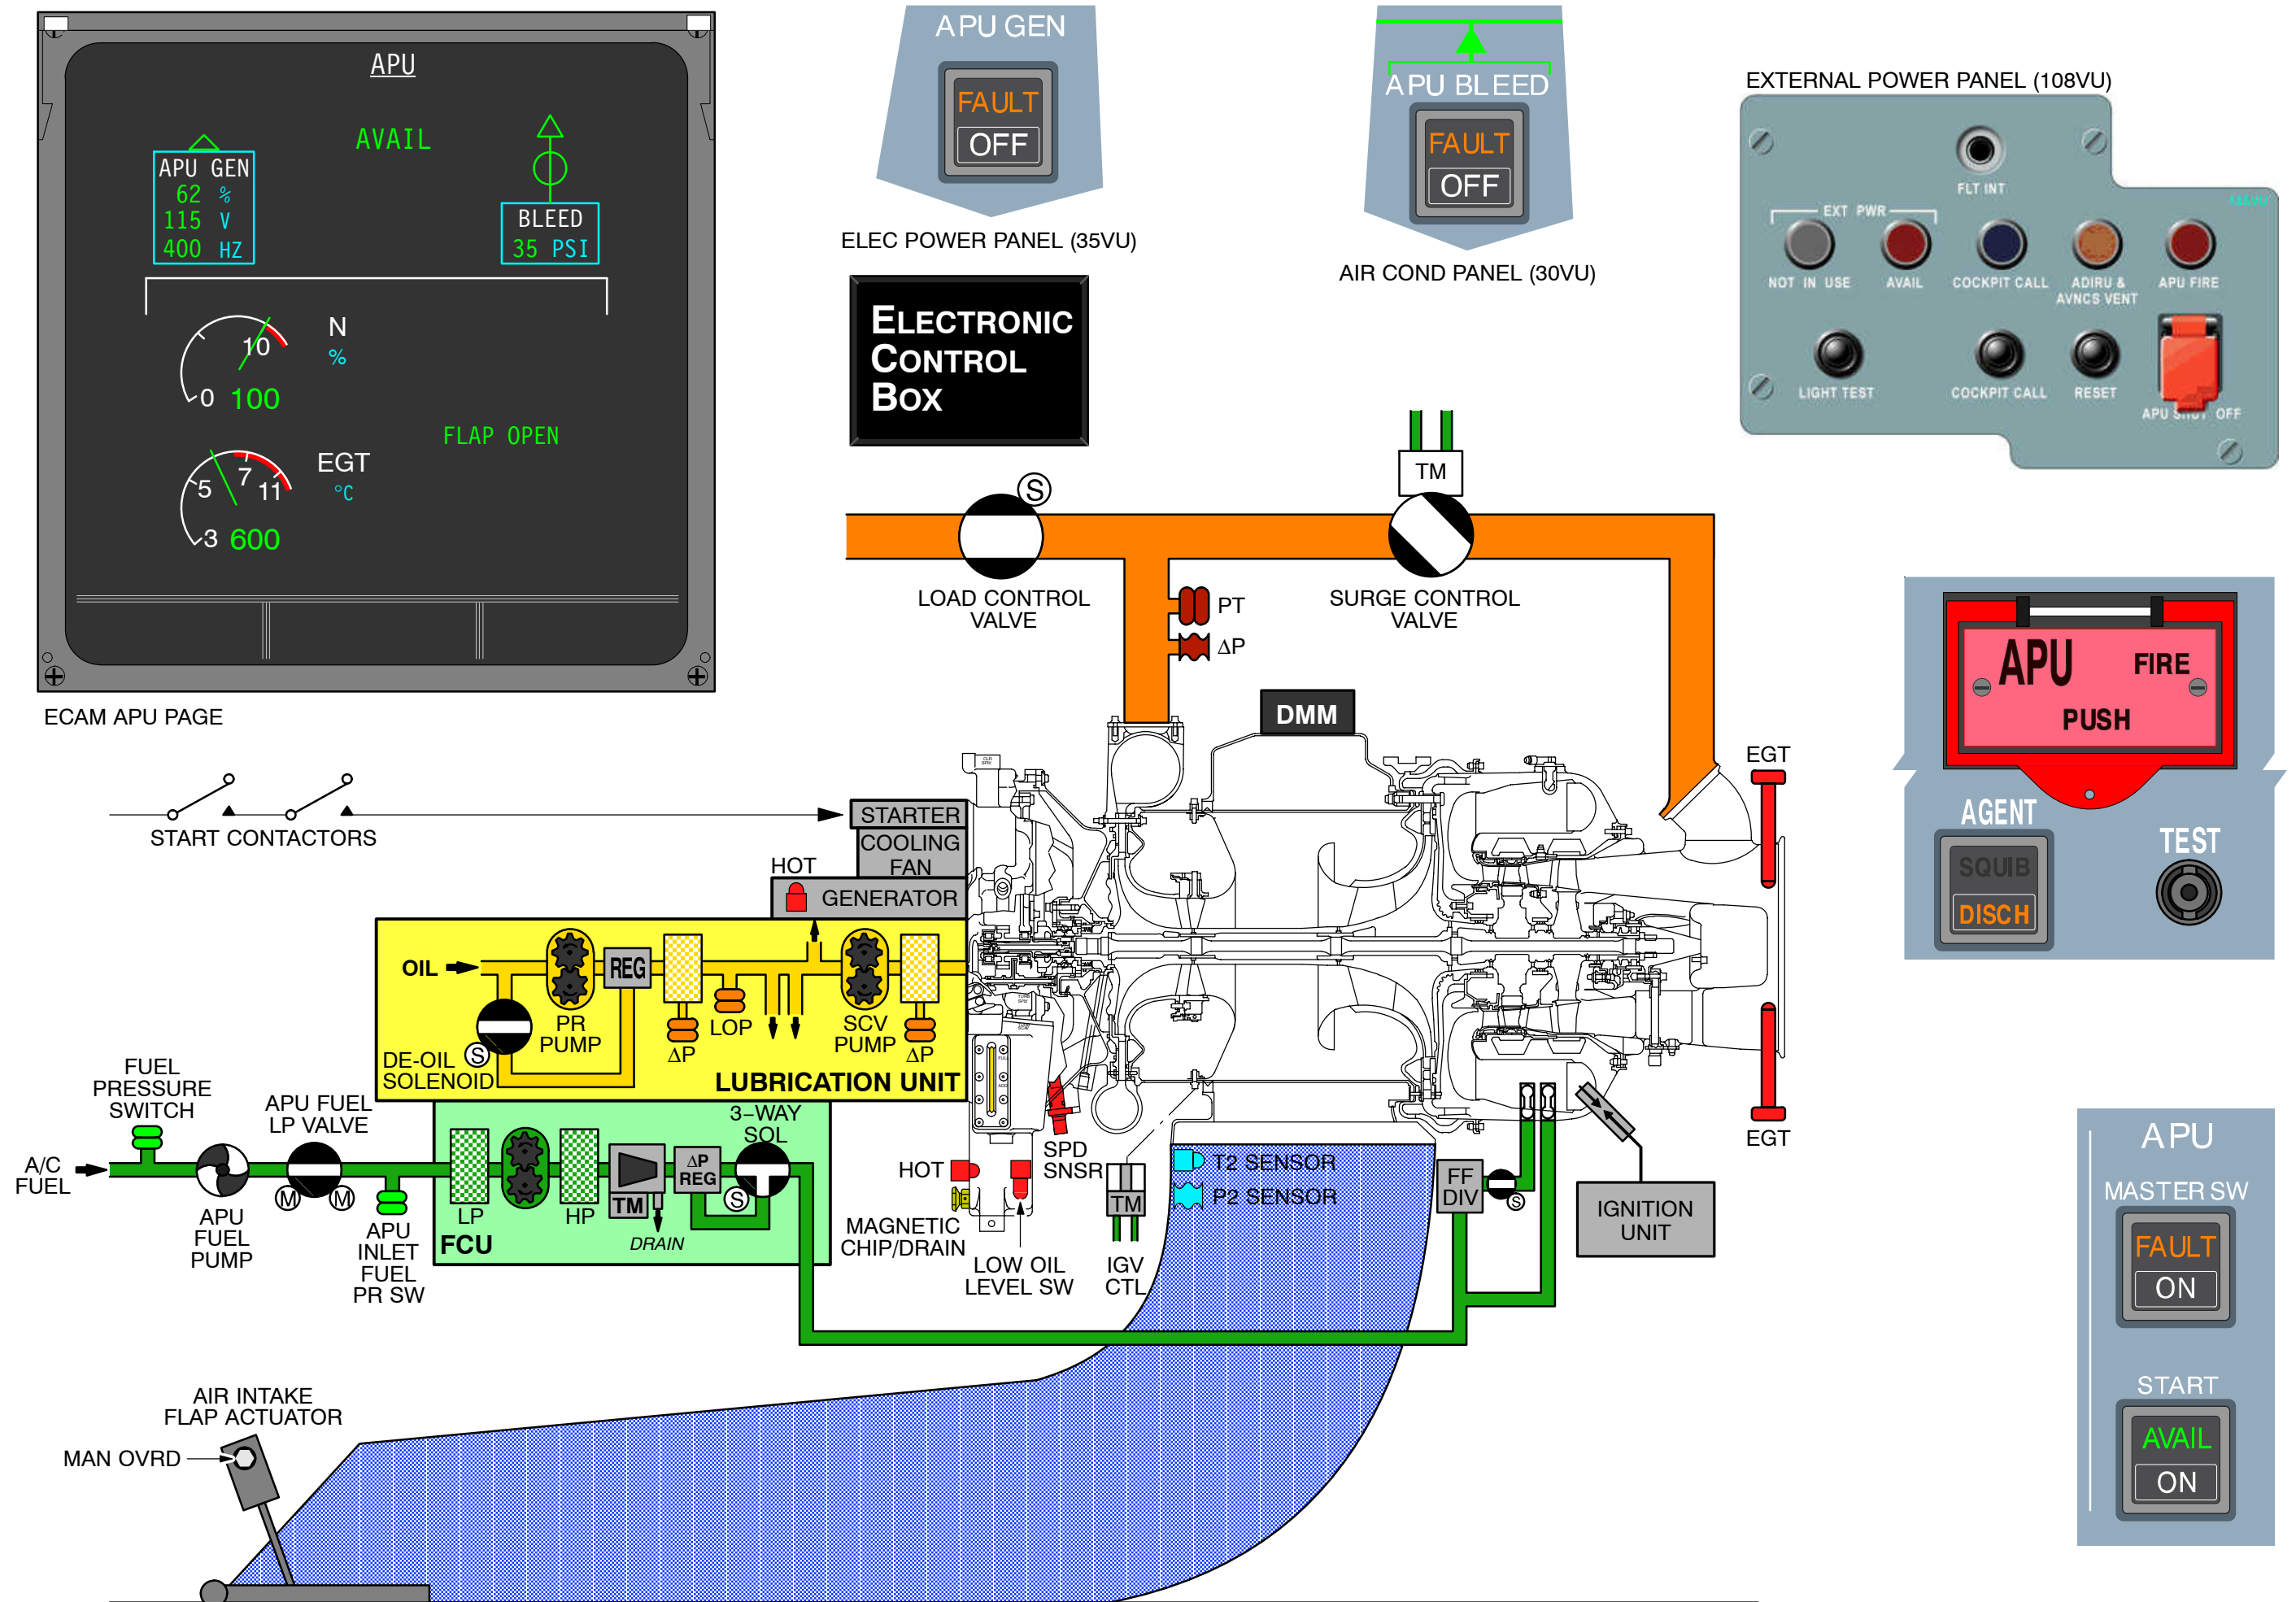 APU
AVAIL
APU GEN
62 %
115 V
400 HZ
BLEED
35 PSI
10
0
100
N
%
FLAP OPEN
5
7
11
3
600
EGT
°C
ECAM APU PAGE
APU GEN
FAULT
OFF
ELEC POWER PANEL (35VU)
APU BLEED
FAULT
OFF
AIR COND PANEL (30VU)
ELECTRONIC
CONTROL
BOX
EXTERNAL POWER PANEL (108VU)
FLT INT
EXT PWR
NOT IN USE
AVAIL
COCKPIT CALL
ADIRU &
AVNCS VENT
APU FIRE
LIGHT TEST
COCKPIT CALL
RESET
APU SHUT OFF
TM
S
LOAD CONTROL
VALVE
SURGE CONTROL
VALVE
PT
ΔP
DMM
EGT
EGT
APU
FIRE
PUSH
AGENT
SQUIB
DISCH
TEST
START CONTACTORS
STARTER
COOLING
FAN
HOT
GENERATOR
OIL
PR
PUMP
REG
ΔP
LOP
SCV
PUMP
ΔP
DE-OIL
SOLENOID
S
LUBRICATION UNIT
FULL
ADD
FUEL
PRESSURE
SWITCH
APU FUEL
LP VALVE
A/C
FUEL
M
M
APU
FUEL
PUMP
APU
INLET
FUEL
PR SW
3–WAY
SOL
LP
HP
TM
ΔP
REG
S
DRAIN
FCU
HOT
MAGNETIC
CHIP/DRAIN
LOW OIL
LEVEL SW
SPD
SNSR
TM
IGV
CTL
T2 SENSOR
P2 SENSOR
FF
DIV
S
IGNITION
UNIT
AIR INTAKE
FLAP ACTUATOR
MAN OVRD
APU
MASTER SW
FAULT
ON
START
AVAIL
ON